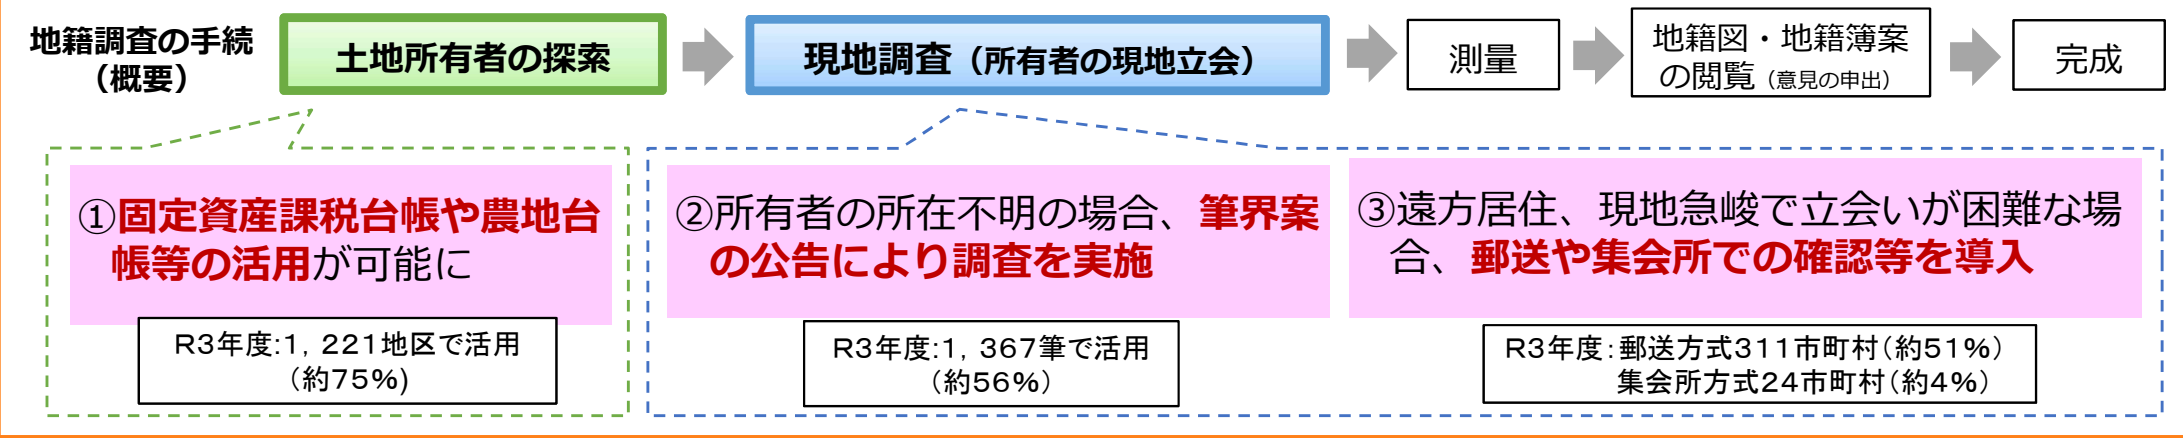 地籍調査の手続
（概要）
土地所有者の探索
現地調査（所有者の現地立会）
測量
地籍図・地籍簿案
の閲覧（意見の申出）
完成
①固定資産課税台帳や農地台
帳等の活用が可能に
R3年度:1，221地区で活用
（約75%）
②所有者の所在不明の場合、筆界案
の公告により調査を実施
R3年度:1，367筆で活用
（約56%）
③遠方居住、現地急峻で立会いが困難な場
合、郵送や集会所での確認等を導入
R3年度：郵送方式311市町村（約51%）
集会所方式24市町村（約4%）